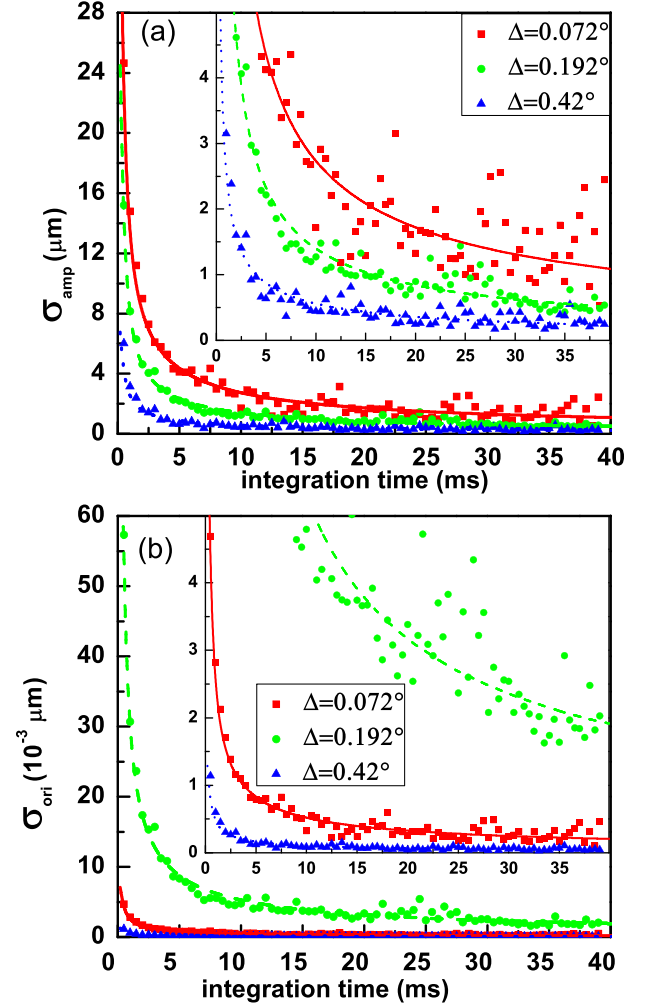 (a)
Δ=0.072°
Δ=0.192°
Δ=0.42°
28
24
20
16
12
8
4
0
σamp (μm)
4
3
2
1
0
0 5 10 15 20 25 30 35
0 5 10 15 20 25 30 35 40
integration time (ms)
(b)
60
50
40
30
20
10
0
σori (10-3 μm)
4
3
2
1
0
Δ=0.072°
Δ=0.192°
Δ=0.42°
0 5 10 15 20 25 30 35
0 5 10 15 20 25 30 35 40
integration time (ms)